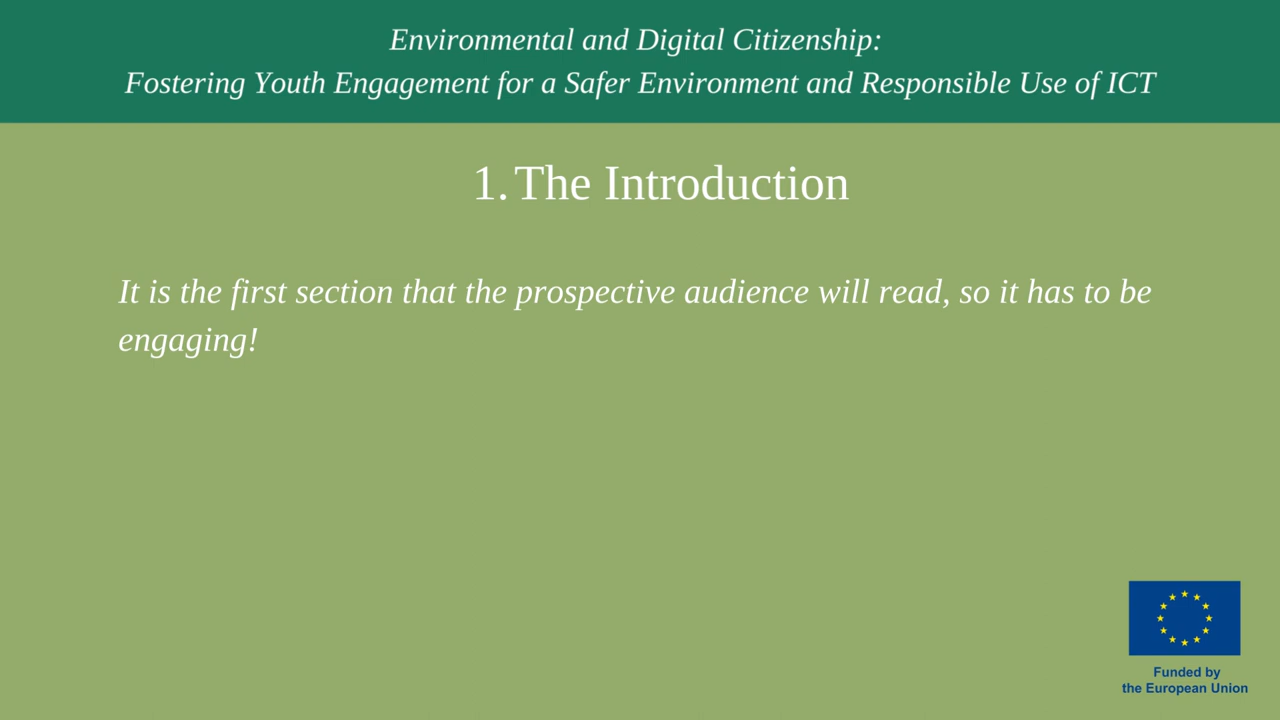 Environmental and Digital Citizenship:
Fostering Youth Engagement for a Safer Environment and Responsible Use of ICT
1. The Introduction
It is the first section that the prospective audience will read, so it has to be
engaging!
Funded by
the European Union